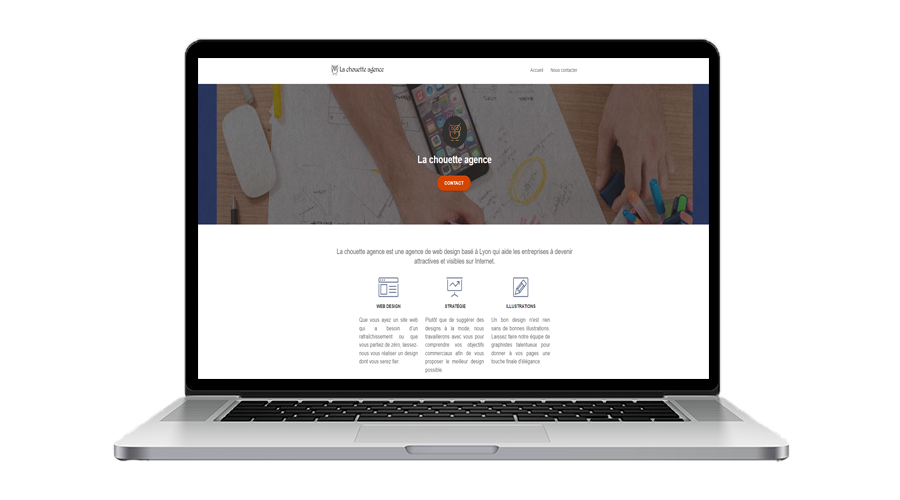 La chouette agence
Accueil Nous contacter
La chouette agence
CONTACT
La chouette agence est une agence de web design basé à Lyon qui aide les entreprises à devenir
attractives et visibles sur Internet.
WEB DESIGN
Que vous ayez un site web
qui a besoin d'un
rafraîchissement ou que
vous partiez de zéro, laissez-
nous vous réaliser un design
dont vous serez fier.
STRATÉGIE
Plutôt que de suggérer des
designs à la mode, nous
travaillerons avec vous pour
comprendre vos objectifs
commerciaux afin de vous
proposer le meilleur design
possible.
ILLUSTRATIONS
Un bon design n'est rien
sans de bonnes illustrations.
Laissez faire notre équipe de
graphistes talentueux pour
donner à vos pages une
touche finale d'élégance.